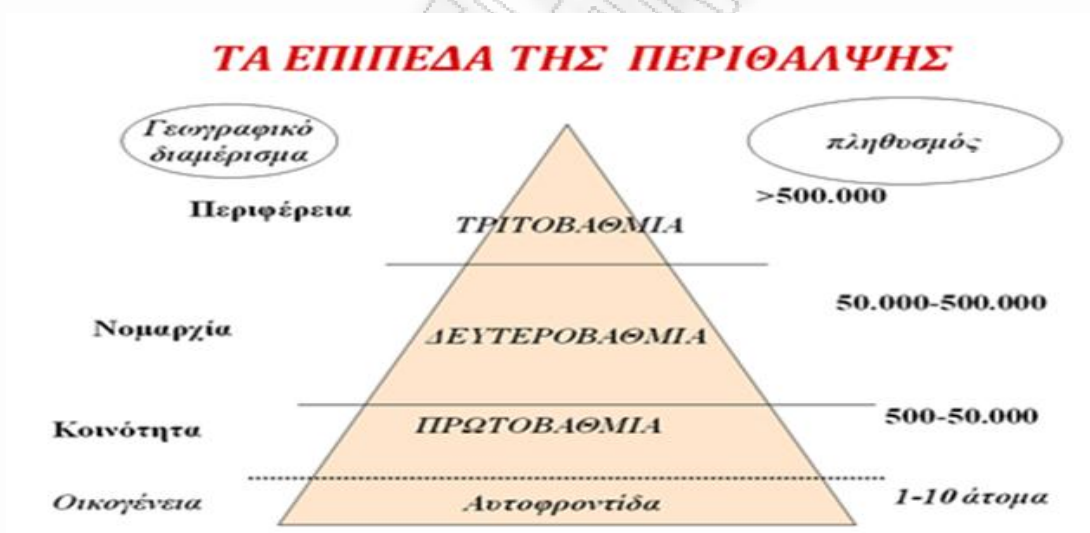 ΤΑ ΕΠΙΠΕΔΑ ΤΗΣ ΠΕΡΙΘΑΛΨΗΣ
Γεωγραφικό
διαμέρισμα
πληθυσμός
Περιφέρεια
ΤΡΙΤΟΒΑΘΜΙΑ
>500.000
Νομαρχία
ΔΕΥΤΕΡΟΒΑΘΜΙΑ
50.000-500.000
Κοινότητα
ΠΡΩΤΟΒΑΘΜΙΑ
500-50.000
Οικογένεια
Αυτοφροντίδα
1-10 άτομα